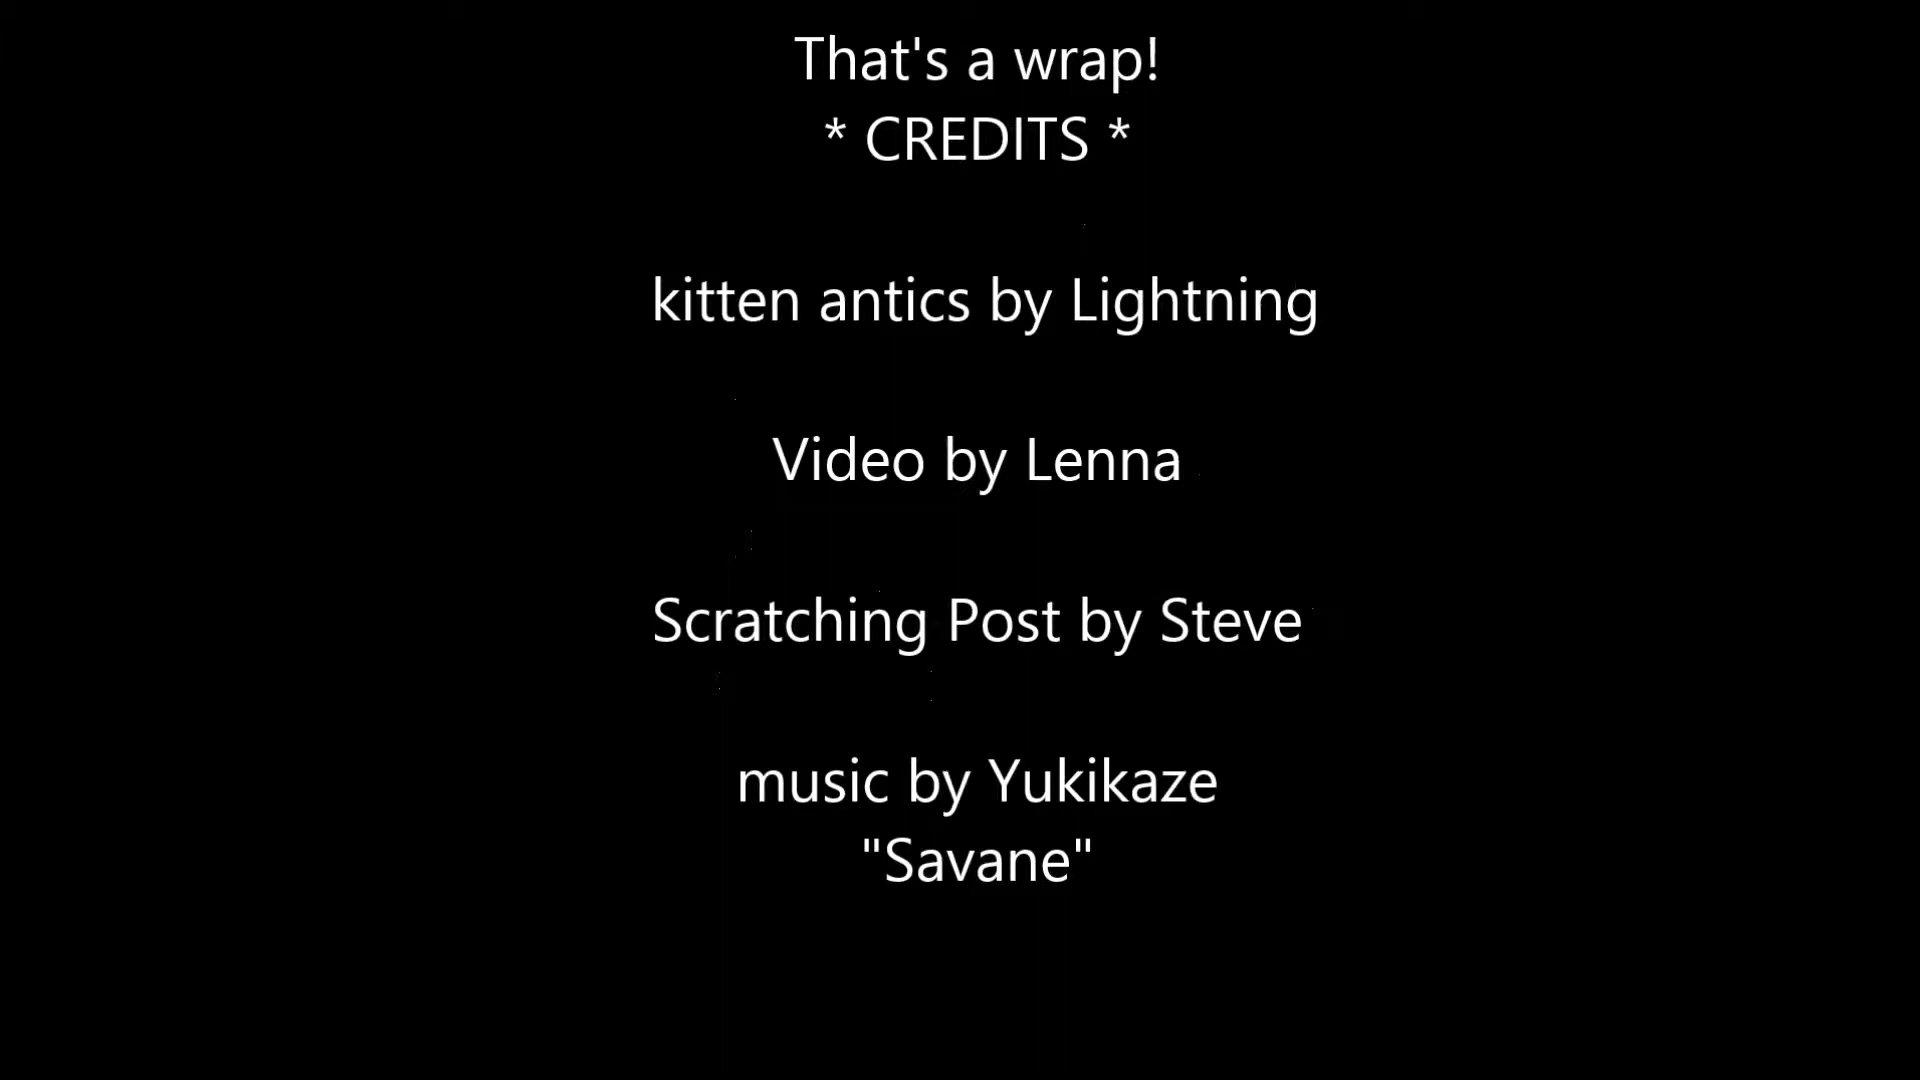 That's a wrap!
* CREDITS *
kitten antics by Lightning
Video by Lenna
Scratching Post by Steve
music by Yukikaze
"Savane"